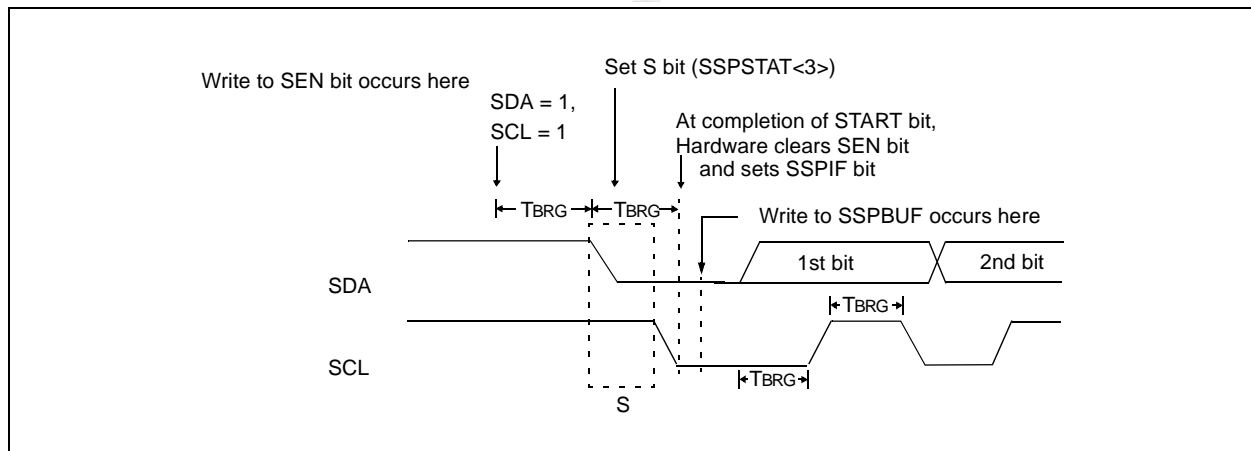 Write to SEN bit occurs here
Set S bit (SSPSTAT<3>)
SDA = 1,
SCL = 1
At completion of START bit,
Hardware clears SEN bit
and sets SSPIF bit
TBRG
TBRG
Write to SSPBUF occurs here
SDA
1st bit
2nd bit
TBRG
SCL
TBRG
S